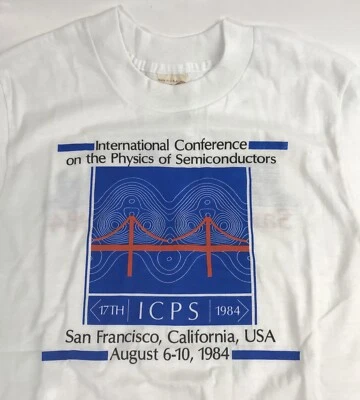 International Conference
on the Physics of Semiconductors
17TH ICPS 1984
San Francisco, California, USA
August 6-10, 1984